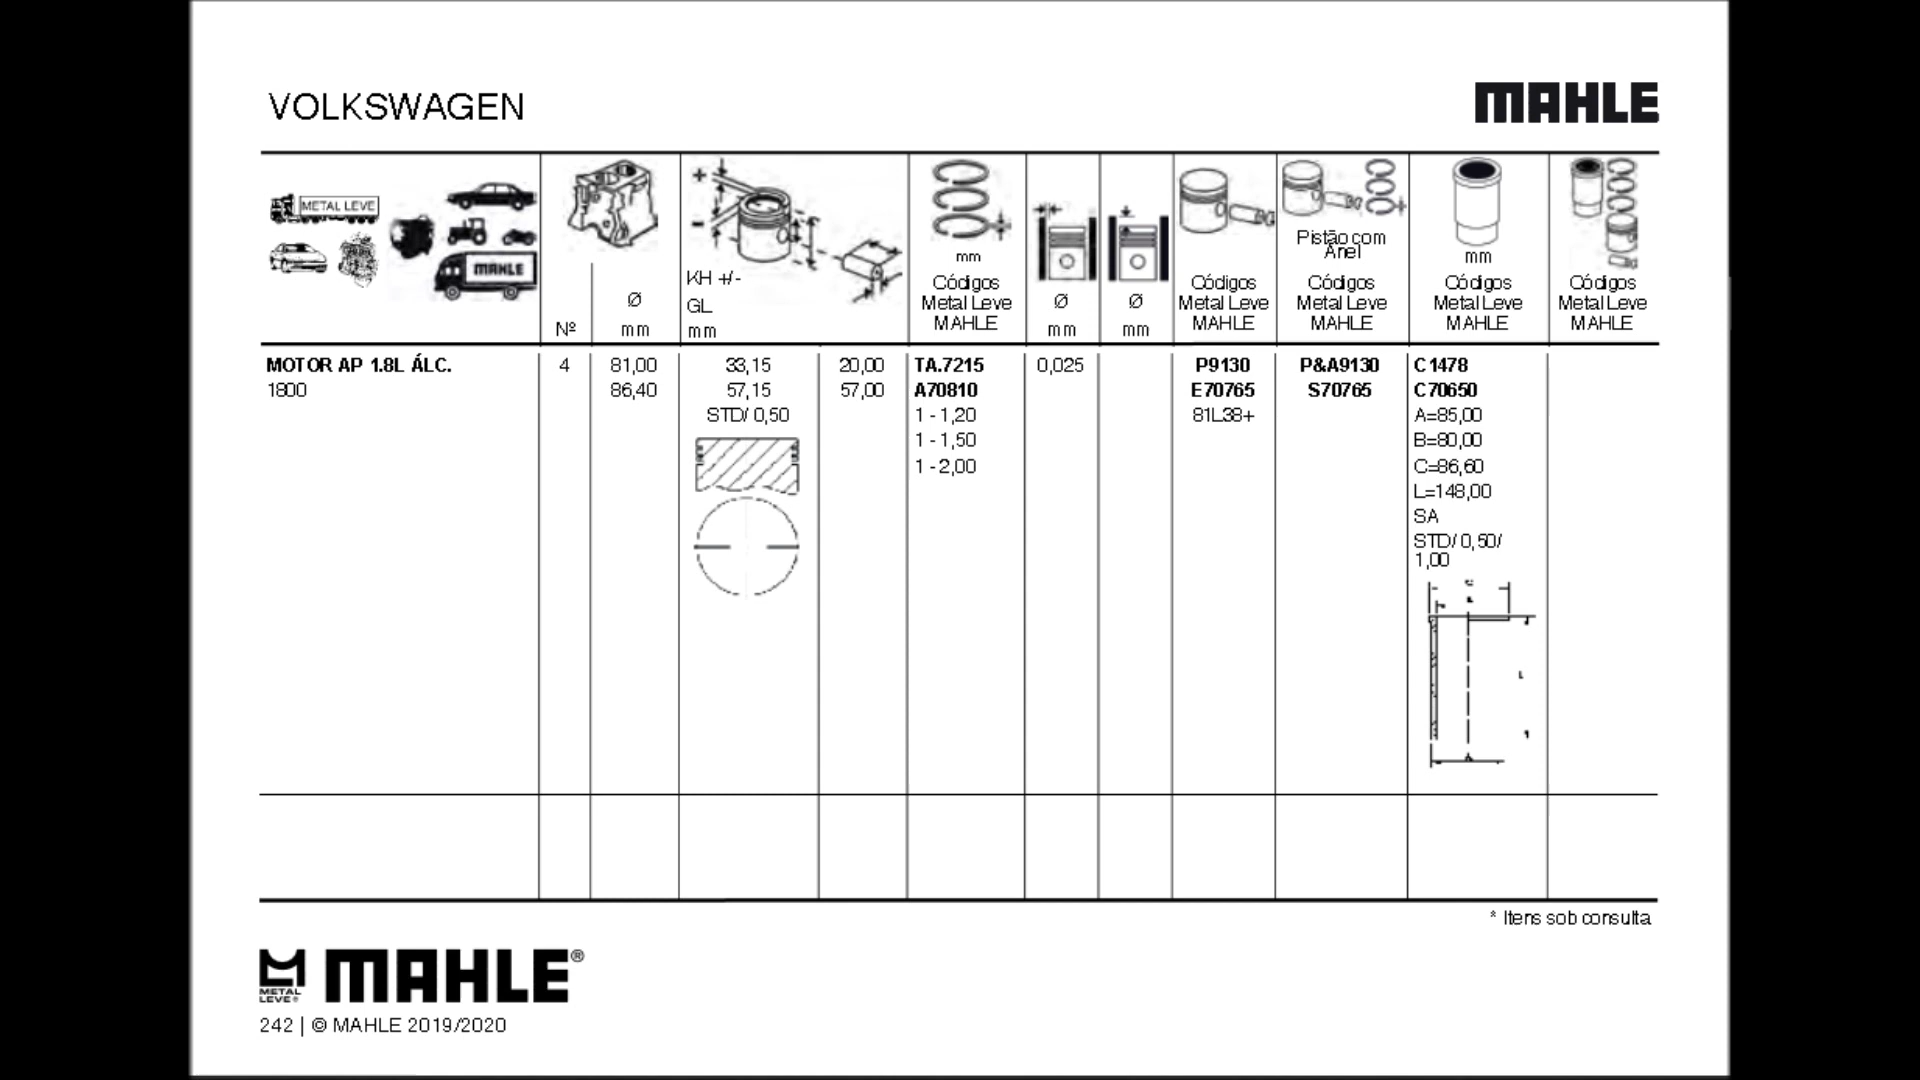 VOLKSWAGEN
MAHLE
METAL LEVE
MAHLE
Nº
Ø
mm
+
-
KH +/-
GL
mm
mm
Códigos
Metal Leve
MAHLE
Ø
mm
Ø
mm
Códigos
Metal Leve
MAHLE
Pistão com
Anel
Códigos
Metal Leve
MAHLE
mm
Códigos
Metal Leve
MAHLE
Códigos
Metal Leve
MAHLE
MOTOR AP 1.8L ÁLC.
1800
4
81,00
86,40
33,15
57,15
STD/ 0,50
20,00
57,00
TA.7215
A70810
1 - 1,20
1 - 1,50
1 - 2,00
0,025
P9130
E70765
81L38+
P&A9130
S70765
C1478
C70650
A=85,00
B=80,00
C=86,60
L=148,00
SA
STD/ 0,50/
1,00
L
A
* Itens sob consulta
METAL
LEVE®
MAHLE®
242 | © MAHLE 2019/2020